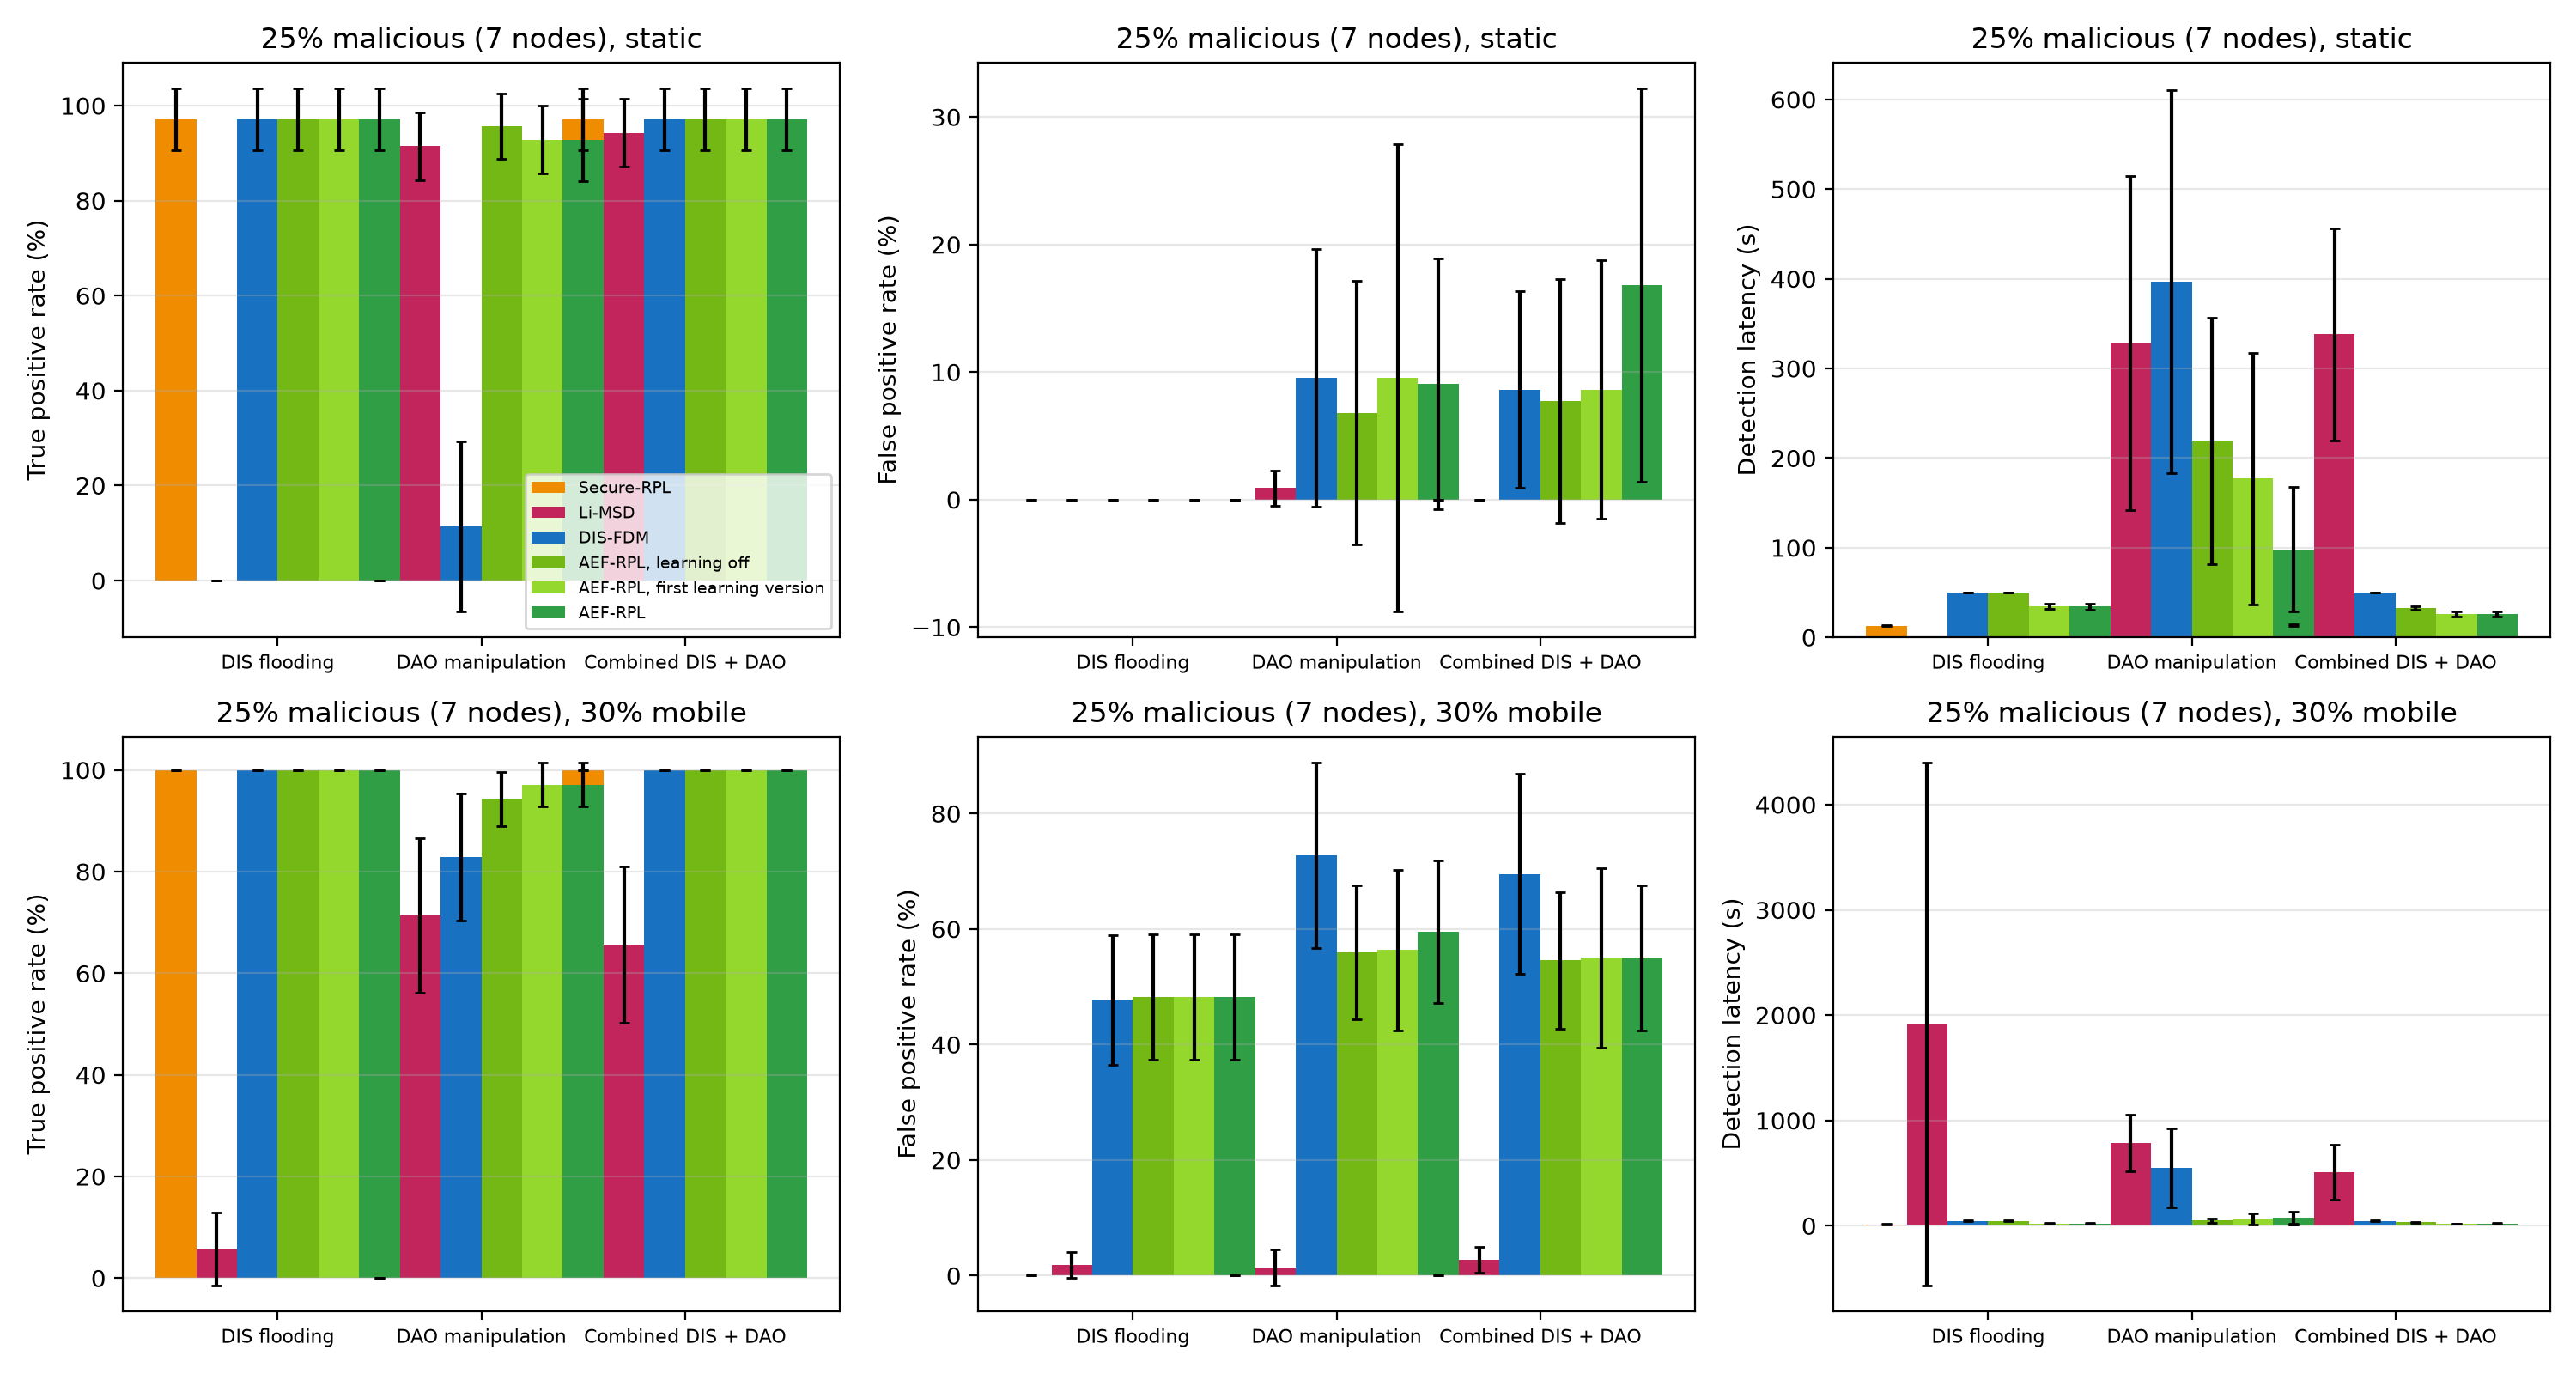 25% malicious (7 nodes), static
True positive rate (%)
100
80
60
40
20
0
Secure-RPL
Li-MSD
DIS-FDM
AEF-RPL, learning off
AEF-RPL, first learning version
AEF-RPL
DIS flooding
DAO manipulation
Combined DIS + DAO
25% malicious (7 nodes), static
False positive rate (%)
30
20
10
0
−10
DIS flooding
DAO manipulation
Combined DIS + DAO
25% malicious (7 nodes), static
Detection latency (s)
600
500
400
300
200
100
0
DIS flooding
DAO manipulation
Combined DIS + DAO
25% malicious (7 nodes), 30% mobile
True positive rate (%)
100
80
60
40
20
0
DIS flooding
DAO manipulation
Combined DIS + DAO
25% malicious (7 nodes), 30% mobile
False positive rate (%)
80
60
40
20
0
DIS flooding
DAO manipulation
Combined DIS + DAO
25% malicious (7 nodes), 30% mobile
Detection latency (s)
4000
3000
2000
1000
0
DIS flooding
DAO manipulation
Combined DIS + DAO